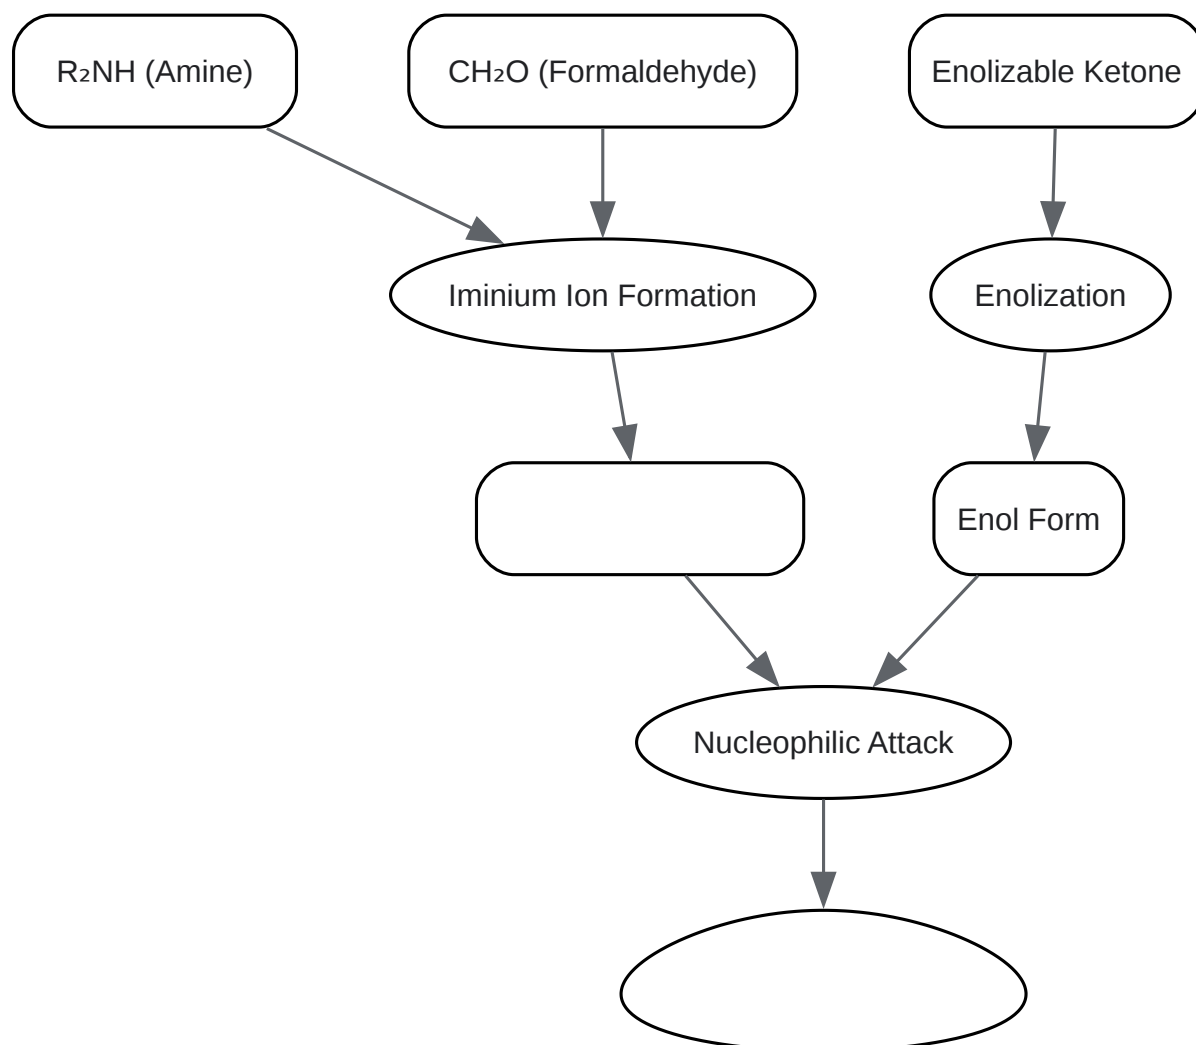 R₂NH (Amine)
CH₂O (Formaldehyde)
Enolizable Ketone
Iminium Ion Formation
Enolization
Enol Form
Nucleophilic Attack